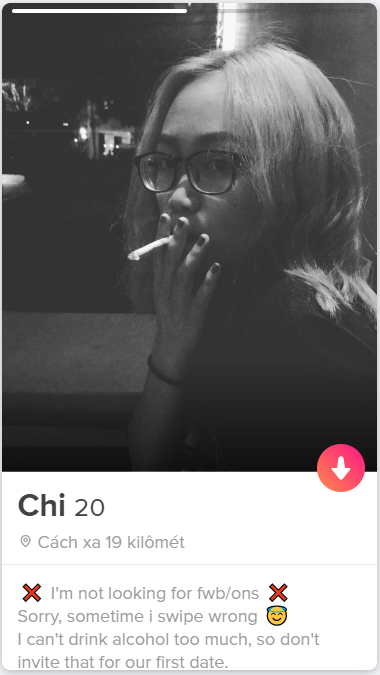 Chi 20
Cách xa 19 kilômét
❌ I'm not looking for fwb/ons ❌
Sorry, sometime i swipe wrong 😇
I can't drink alcohol too much, so don't
invite that for our first date.